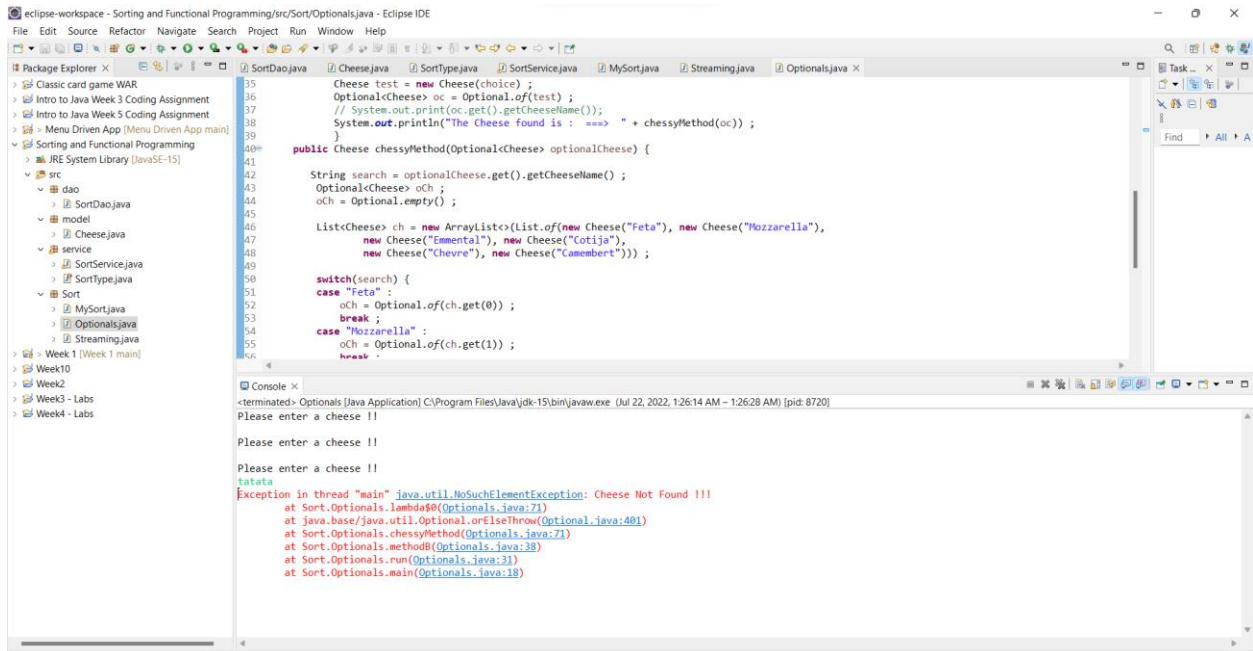 eclipse-workspace - Sorting and Functional Programming/src/Sort/Optionals.java - Eclipse IDE
File Edit Source Refactor Navigate Search Project Run Window Help
Package Explorer
SortDao.java Cheese.java SortType.java SortService.java MySort.java Streaming.java Optionals.java
Task ...
Classic card game WAR
Intro to Java Week 3 Coding Assignment
Intro to Java Week 5 Coding Assignment
> Menu Driven App [Menu Driven App main]
Sorting and Functional Programming
JRE System Library [JavaSE-15]
src
dao
SortDao.java
model
Cheese.java
service
SortService.java
SortType.java
Sort
MySort.java
Optionals.java
Streaming.java
> Week 1 [Week 1 main]
Week10
Week2
Week3 - Labs
Week4 - Labs
35 Cheese test = new Cheese(choice) ;
36 Optional<Cheese> oc = Optional.of(test) ;
37 // System.out.print(oc.get().getCheeseName());
38 System.out.println("The Cheese found is : ===> " + chessyMethod(oc)) ;
39 }
40 public Cheese chessyMethod(Optional<Cheese> optionalCheese) {
41
42 String search = optionalCheese.get().getCheeseName() ;
43 Optional<Cheese> oCh ;
44 oCh = Optional.empty() ;
45
46 List<Cheese> ch = new ArrayList<>(List.of(new Cheese("Feta"), new Cheese("Mozzarella"),
47 new Cheese("Emmental"), new Cheese("Cotija"),
48 new Cheese("Chevre"), new Cheese("Camembert"))) ;
49
50 switch(search) {
51 case "Feta" :
52 oCh = Optional.of(ch.get(0)) ;
53 break ;
54 case "Mozzarella" :
55 oCh = Optional.of(ch.get(1)) ;
56 break ;
Find All A
Console
<terminated> Optionals [Java Application] C:\Program Files\Java\jdk-15\bin\javaw.exe (Jul 22, 2022, 1:26:14 AM – 1:26:28 AM) [pid: 8720]
Please enter a cheese !!
Please enter a cheese !!
Please enter a cheese !!
tatata
Exception in thread "main" java.util.NoSuchElementException: Cheese Not Found !!!
at Sort.Optionals.lambda$0(Optionals.java:71)
at java.base/java.util.Optional.orElseThrow(Optional.java:401)
at Sort.Optionals.chessyMethod(Optionals.java:71)
at Sort.Optionals.methodB(Optionals.java:38)
at Sort.Optionals.run(Optionals.java:31)
at Sort.Optionals.main(Optionals.java:18)